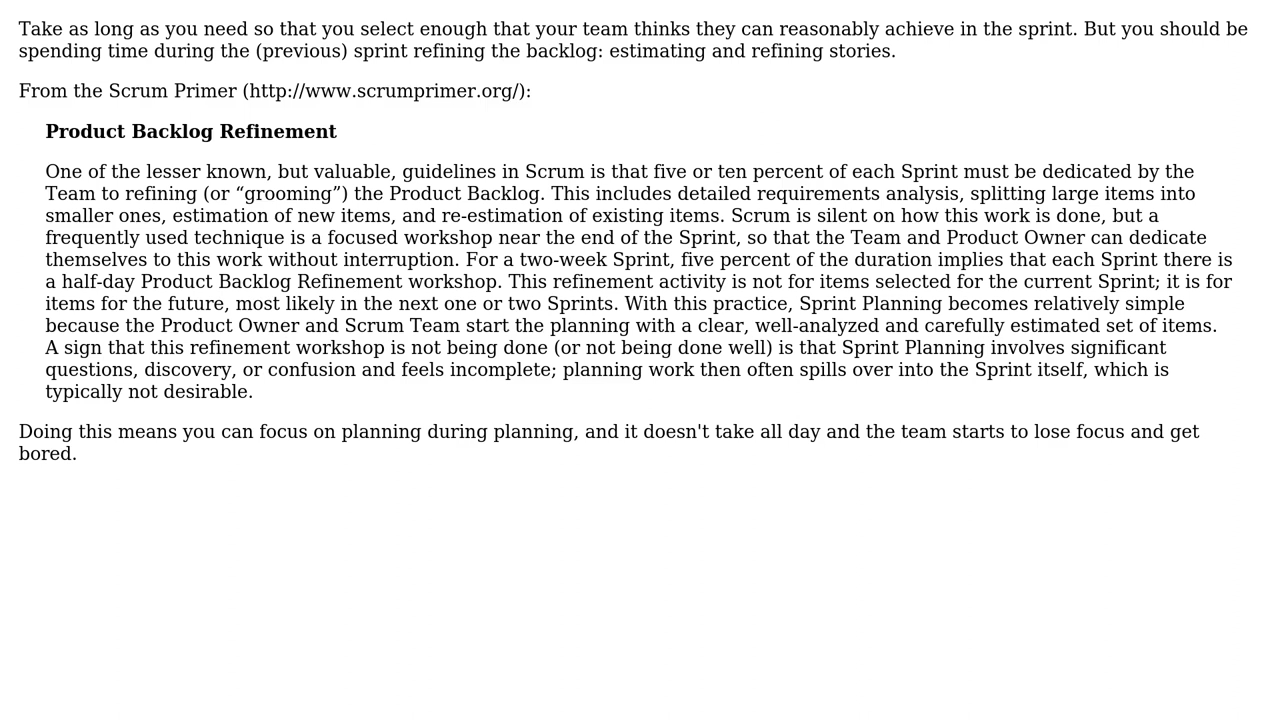 Take as long as you need so that you select enough that your team thinks they can reasonably achieve in the sprint. But you should be
spending time during the (previous) sprint refining the backlog: estimating and refining stories.
From the Scrum Primer (http://www.scrumprimer.org/):
Product Backlog Refinement
One of the lesser known, but valuable, guidelines in Scrum is that five or ten percent of each Sprint must be dedicated by the
Team to refining (or “grooming”) the Product Backlog. This includes detailed requirements analysis, splitting large items into
smaller ones, estimation of new items, and re-estimation of existing items. Scrum is silent on how this work is done, but a
frequently used technique is a focused workshop near the end of the Sprint, so that the Team and Product Owner can dedicate
themselves to this work without interruption. For a two-week Sprint, five percent of the duration implies that each Sprint there is
a half-day Product Backlog Refinement workshop. This refinement activity is not for items selected for the current Sprint; it is for
items for the future, most likely in the next one or two Sprints. With this practice, Sprint Planning becomes relatively simple
because the Product Owner and Scrum Team start the planning with a clear, well-analyzed and carefully estimated set of items.
A sign that this refinement workshop is not being done (or not being done well) is that Sprint Planning involves significant
questions, discovery, or confusion and feels incomplete; planning work then often spills over into the Sprint itself, which is
typically not desirable.
Doing this means you can focus on planning during planning, and it doesn't take all day and the team starts to lose focus and get
bored.